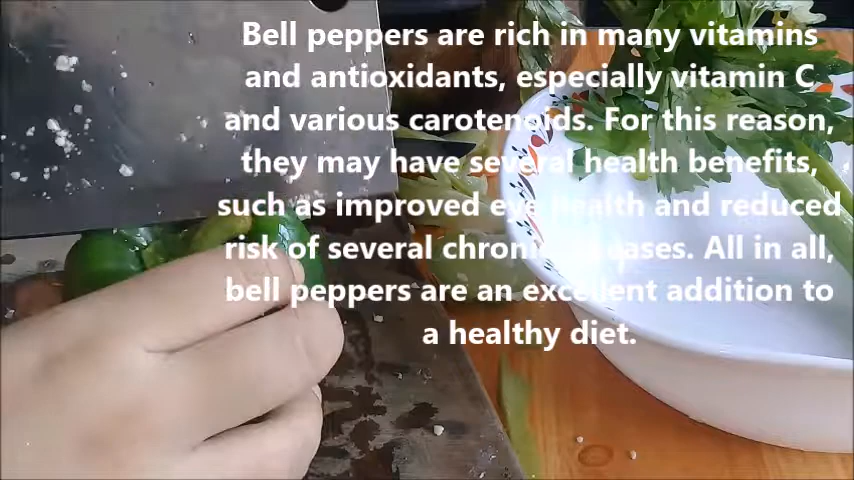 Bell peppers are rich in many vitamins
and antioxidants, especially vitamin C
and various carotenoids. For this reason,
they may have several health benefits,
such as improved eye health and reduced
risk of several chronic diseases. All in all,
bell peppers are an excellent addition to
a healthy diet.